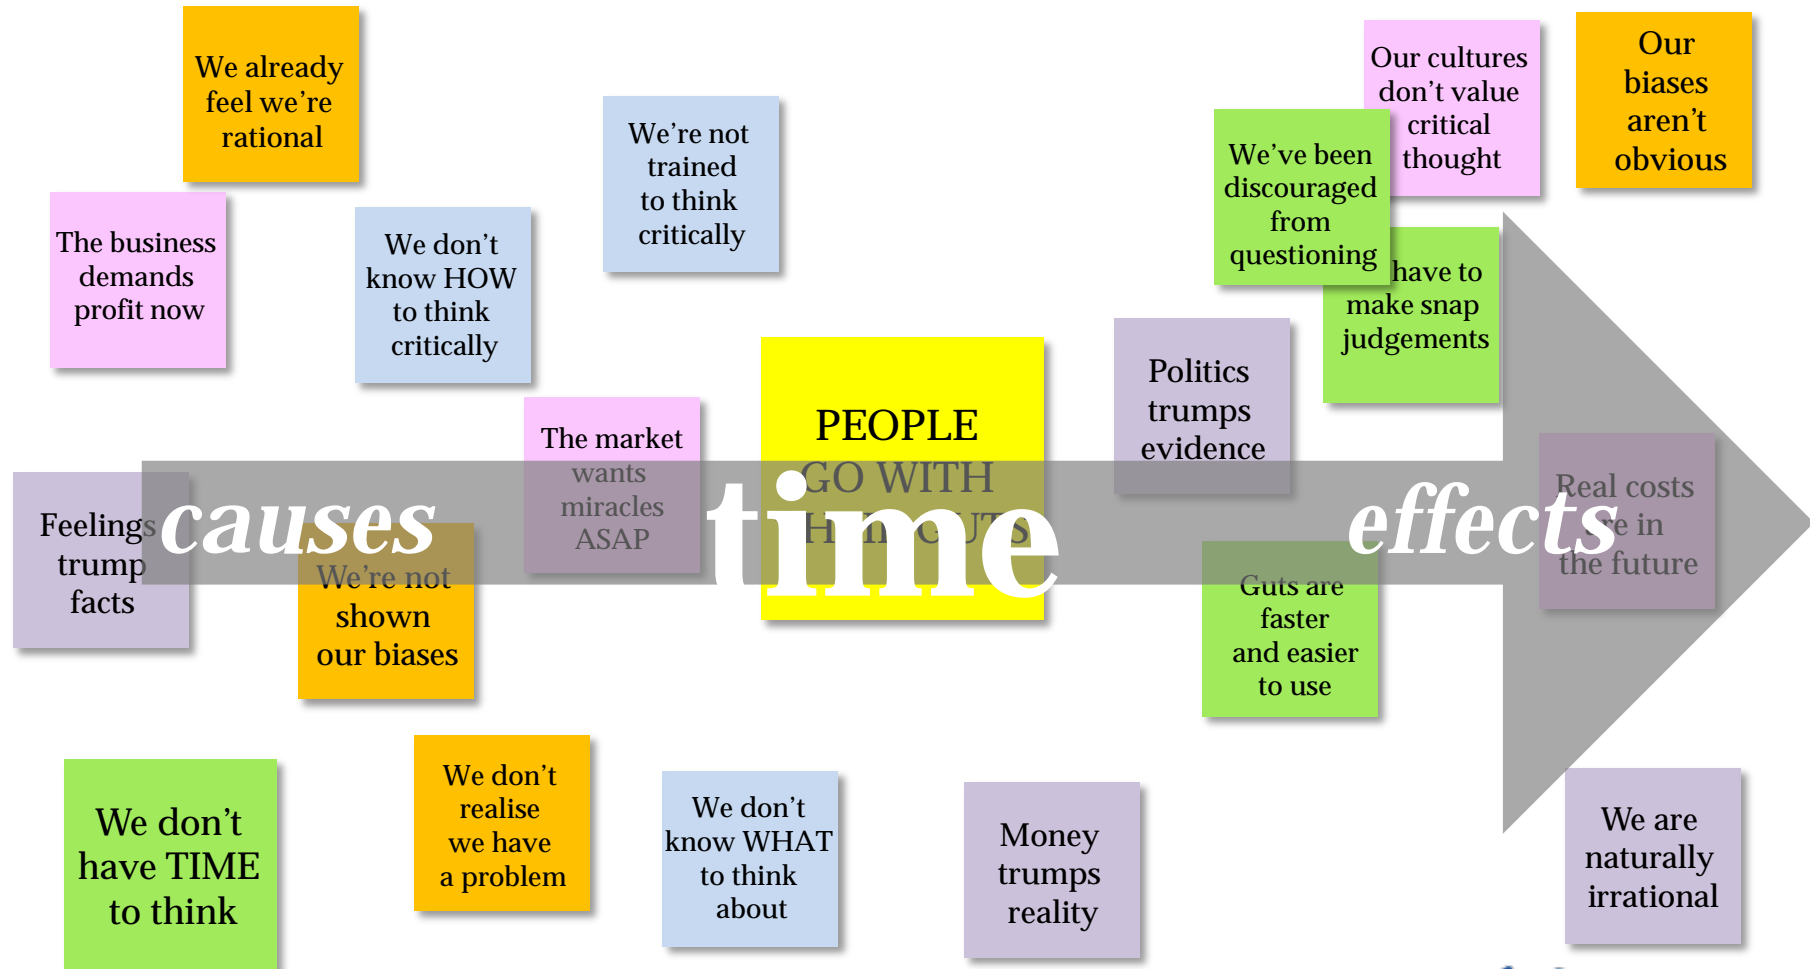 We already
feel we're
rational
The business
demands
profit now
We don't
know HOW
to think
critically
We're not
trained
to think
critically
Our cultures
don't value
critical
thought
Our
biases
aren't
obvious
We've been
discouraged
from
questioning
have to
make snap
judgements
The market
wants
miracles
ASAP
PEOPLE
GO WITH
THEIR GUTS
Politics
trumps
evidence
Feelings
trump
facts
causes
time
effects
Real costs
are in
the future
We're not
shown
our biases
Guts are
faster
and easier
to use
We don't
have TIME
to think
We don't
realise
we have
a problem
We don't
know WHAT
to think
about
Money
trumps
reality
We are
naturally
irrational